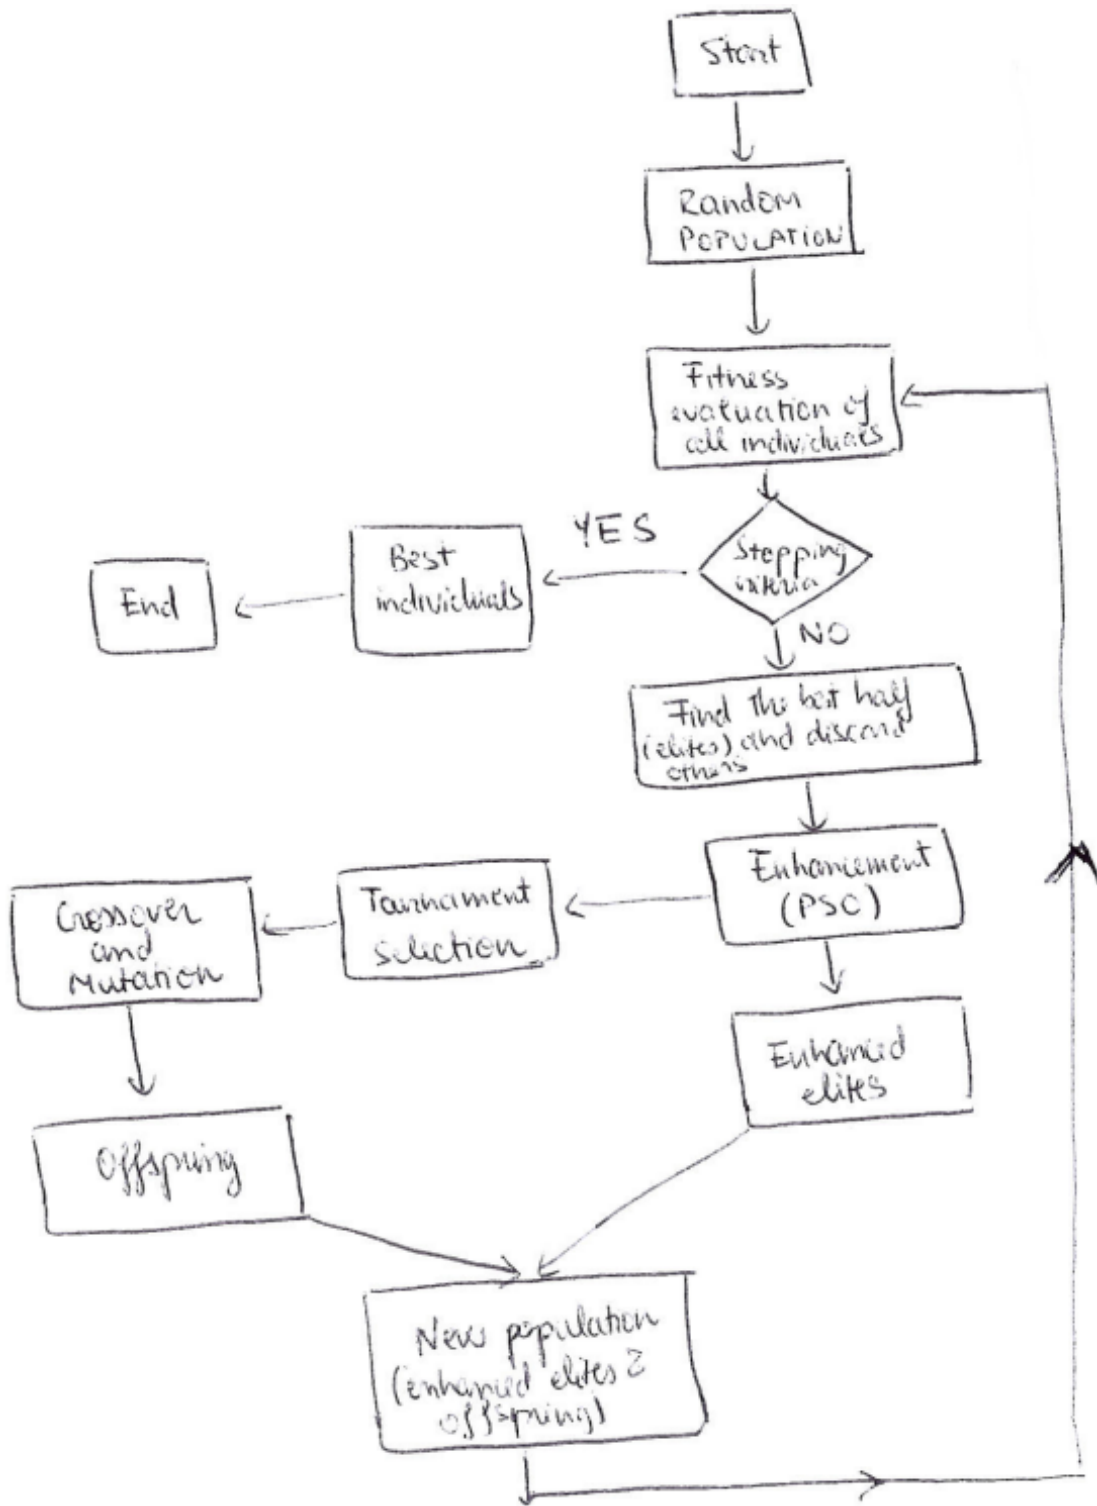 Start
Random
POPULATION
Fitness
evaluation of
all individuals
Stopping
criteria
YES
NO
Best
individuals
End
Find the best half
(elites) and discard
others
Enhancement
(PSO)
Tournament
selection
Crossover
and
Mutation
Enhanced
elites
Offspring
New population
(enhanced elites &
offspring)